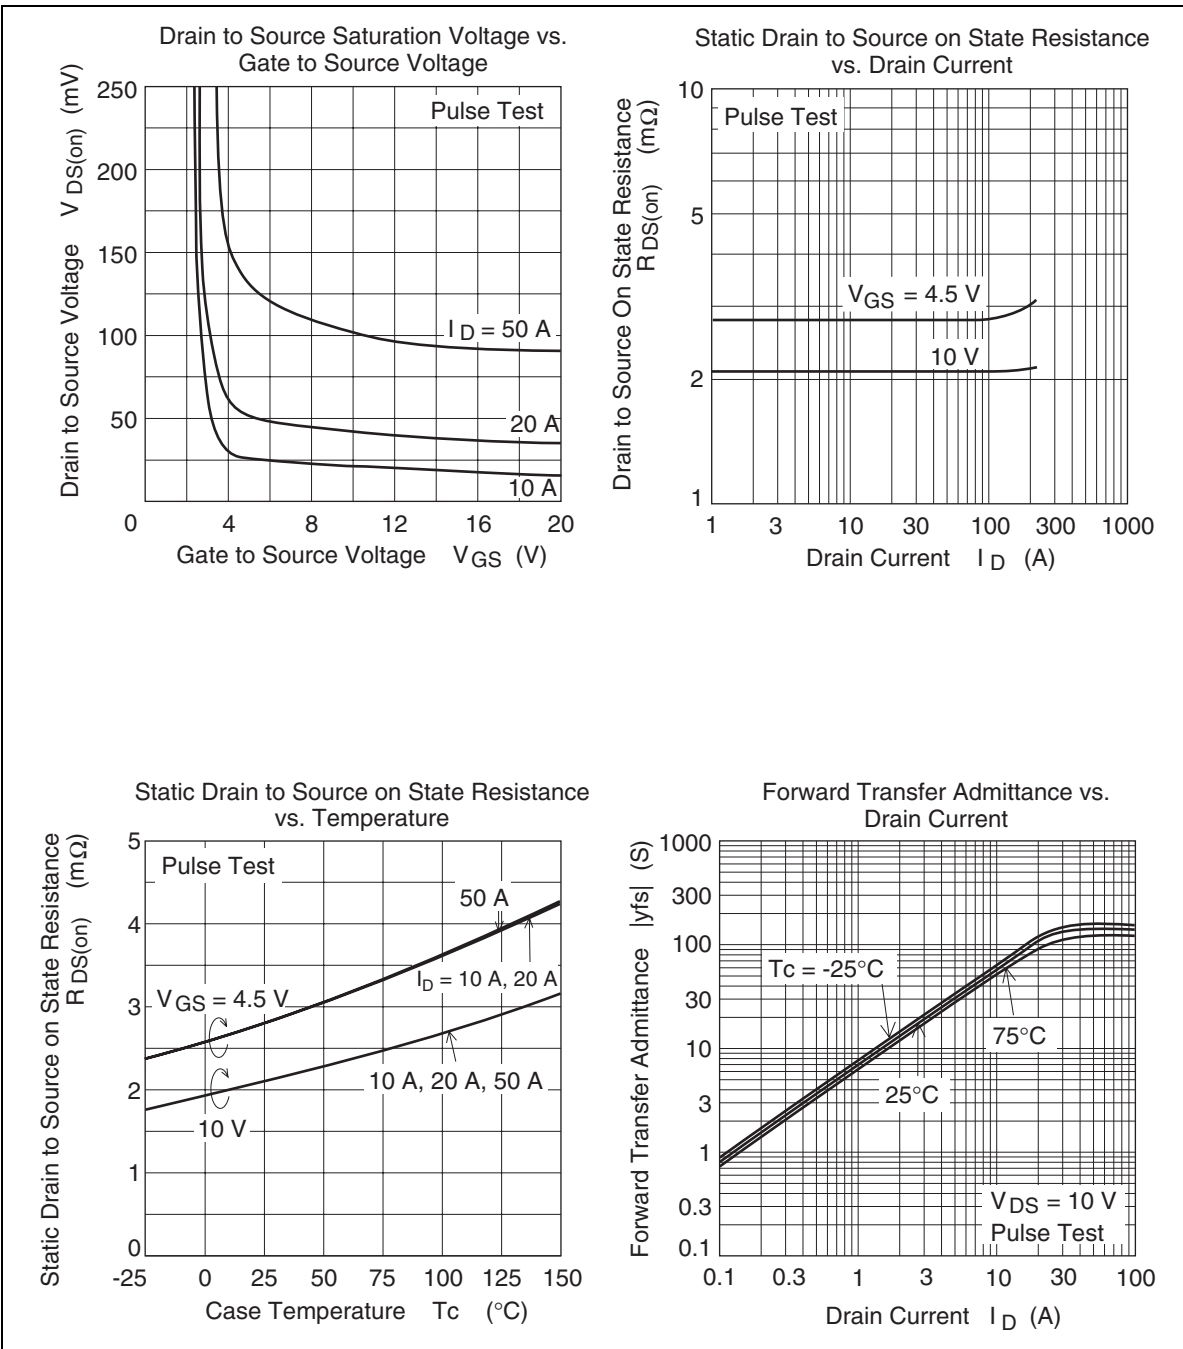 Drain to Source Saturation Voltage vs.
Gate to Source Voltage
Drain to Source Voltage V DS(on) (mV)
250
200
150
100
50
0
Pulse Test
I D = 50 A
20 A
10 A
4 8 12 16 20
Gate to Source Voltage V GS (V)
Static Drain to Source on State Resistance
vs. Drain Current
Drain to Source On State Resistance
R DS(on) (mΩ)
10
5
2
1
Pulse Test
V GS = 4.5 V
10 V
1 3 10 30 100 300 1000
Drain Current I D (A)
Static Drain to Source on State Resistance
vs. Temperature
Static Drain to Source on State Resistance
R DS(on) (mΩ)
5
4
3
2
1
0
Pulse Test
50 A
I D = 10 A, 20 A
V GS = 4.5 V
10 A, 20 A, 50 A
10 V
-25 0 25 50 75 100 125 150
Case Temperature Tc (°C)
Forward Transfer Admittance vs.
Drain Current
Forward Transfer Admittance |yfs| (S)
1000
300
100
30
10
3
1
0.3
0.1
Tc = -25°C
75°C
25°C
V DS = 10 V
Pulse Test
0.1 0.3 1 3 10 30 100
Drain Current I D (A)